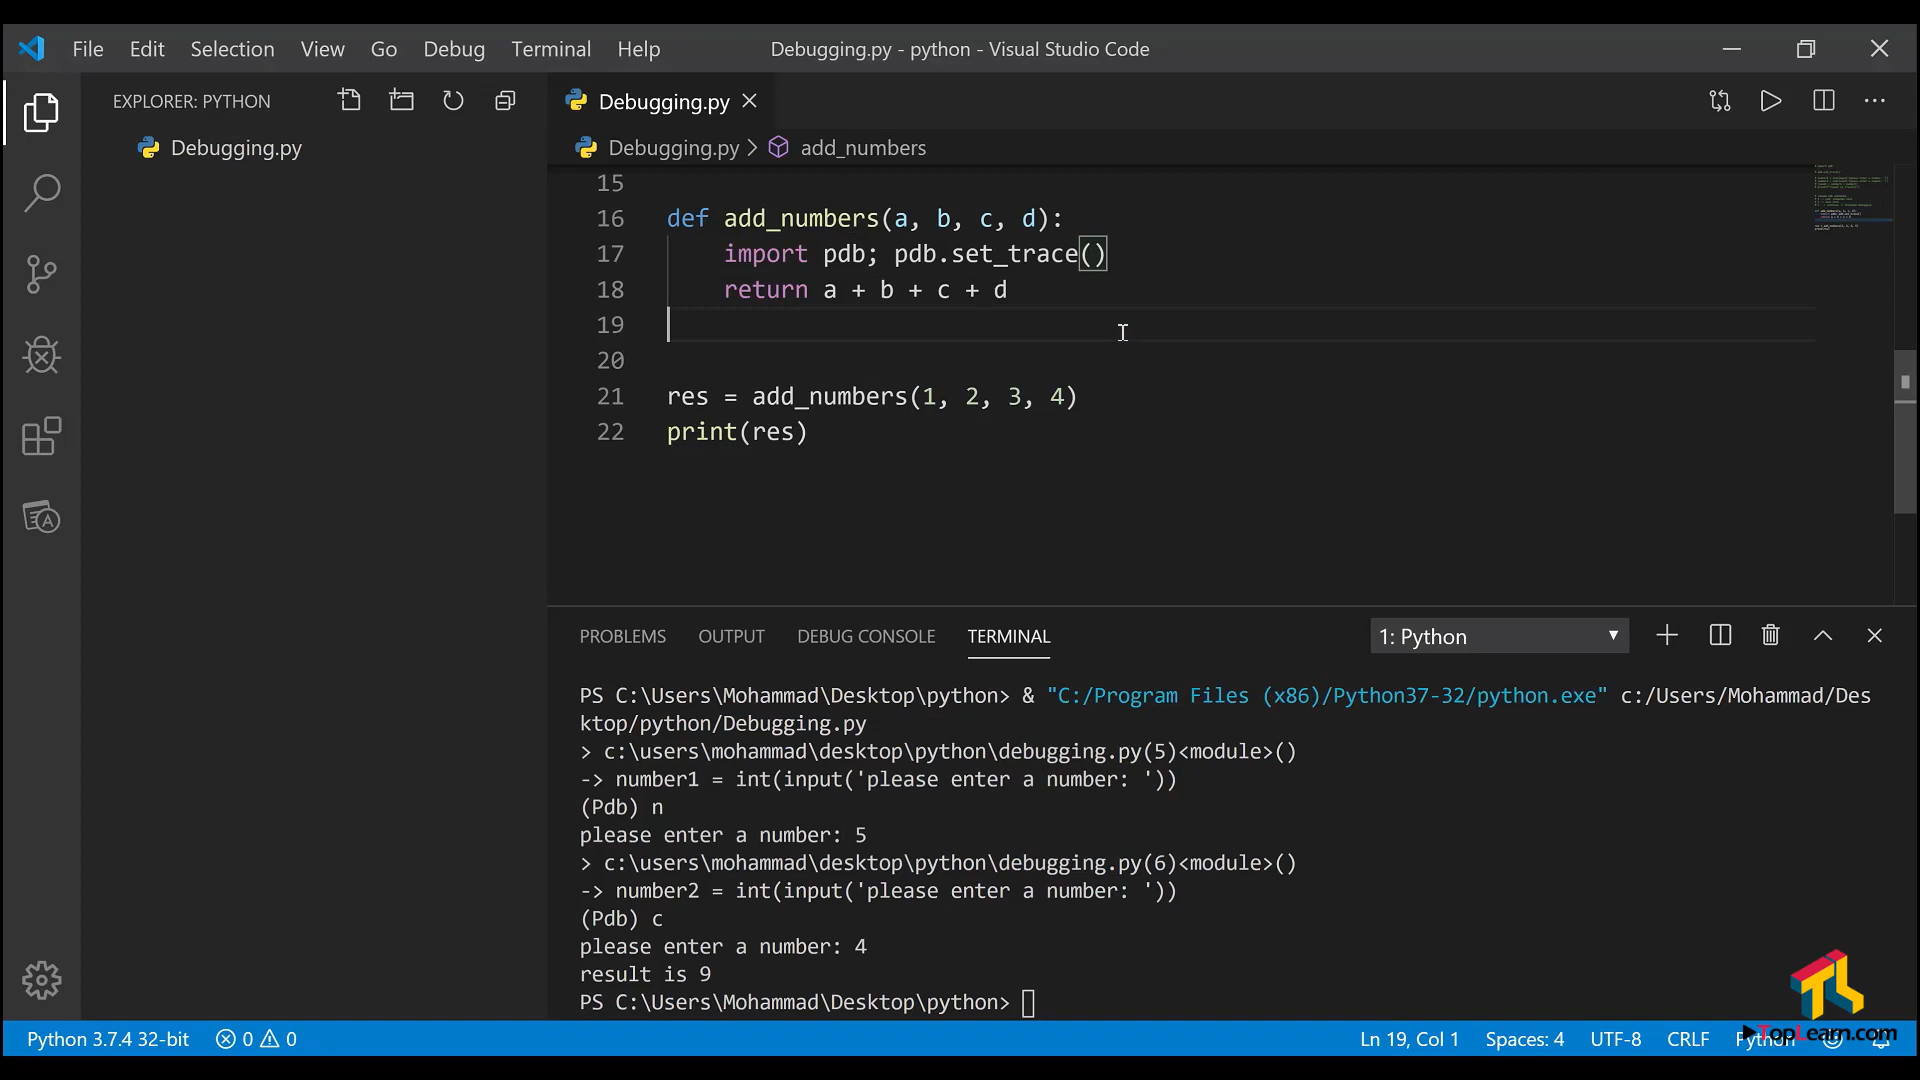 File Edit Selection View Go Debug Terminal Help
Debugging.py - python - Visual Studio Code
EXPLORER: PYTHON
Debugging.py
Debugging.py
Debugging.py > add_numbers
15
16 def add_numbers(a, b, c, d):
17 import pdb; pdb.set_trace()
18 return a + b + c + d
19
20
21 res = add_numbers(1, 2, 3, 4)
22 print(res)
PROBLEMS OUTPUT DEBUG CONSOLE TERMINAL
1: Python
PS C:\Users\Mohammad\Desktop\python> & "C:/Program Files (x86)/Python37-32/python.exe" c:/Users/Mohammad/Des
ktop/python/Debugging.py
> c:\users\mohammad\desktop\python\debugging.py(5)<module>()
-> number1 = int(input('please enter a number: '))
(Pdb) n
please enter a number: 5
> c:\users\mohammad\desktop\python\debugging.py(6)<module>()
-> number2 = int(input('please enter a number: '))
(Pdb) c
please enter a number: 4
result is 9
PS C:\Users\Mohammad\Desktop\python>
Python 3.7.4 32-bit 0 0
Ln 19, Col 1 Spaces: 4 UTF-8 CRLF Python
TopLearn.com